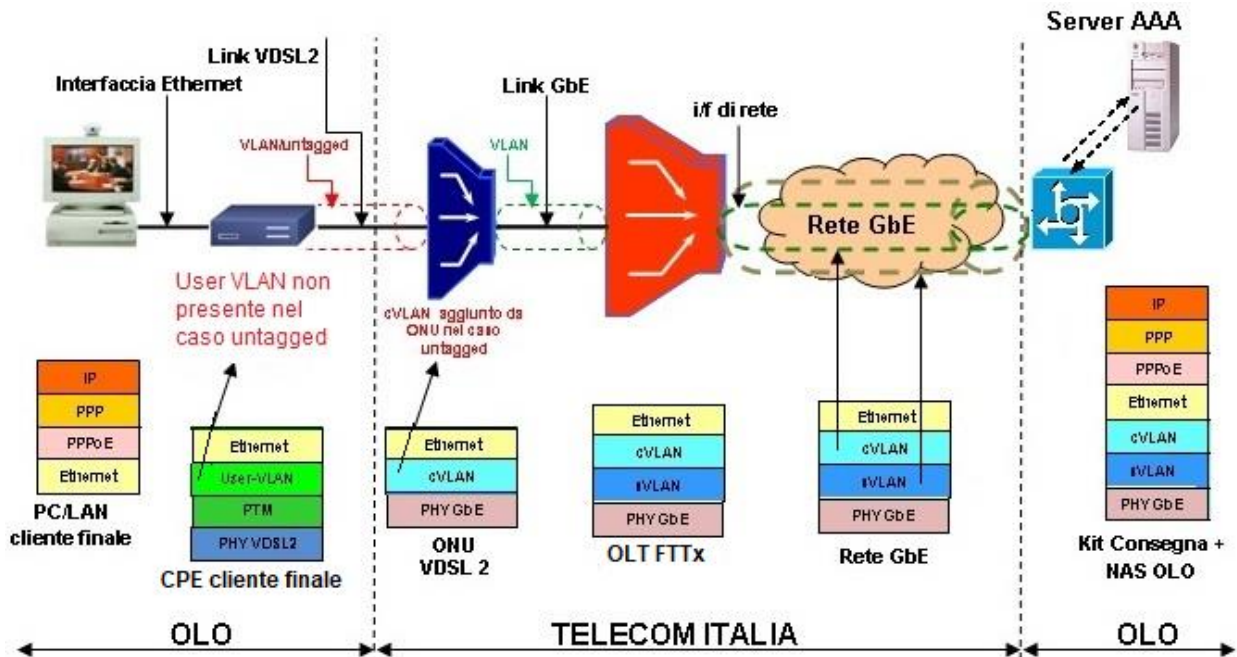 Server AAA
Link VDSL2
Interfaccia Ethernet
Link GbE
i/f di rete
VLAN/untagged
VLAN
Rete GbE
User VLAN non
presente nel
caso untagged
cVLAN aggiunto da
ONU nel caso
untagged
IP
PPP
PPPoE
Ethernet
PC/LAN
cliente finale
Ethernet
User-VLAN
PTM
PHY VDSL2
CPE cliente finale
Ethernet
cVLAN
PHY GbE
ONU
VDSL 2
Ethernet
cVLAN
sVLAN
PHY GbE
OLT FTTx
Ethernet
cVLAN
sVLAN
PHY GbE
Rete GbE
IP
PPP
PPPoE
Ethernet
cVLAN
sVLAN
PHY GbE
Kit Consegna +
NAS OLO
OLO
TELECOM ITALIA
OLO